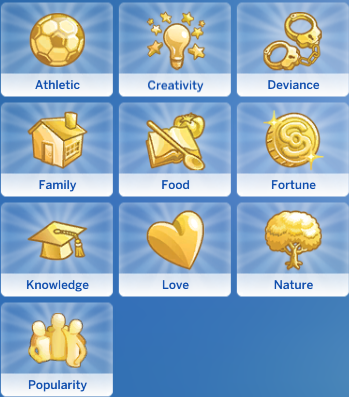 Athletic
Creativity
Deviance
Family
Food
Fortune
Knowledge
Love
Nature
Popularity